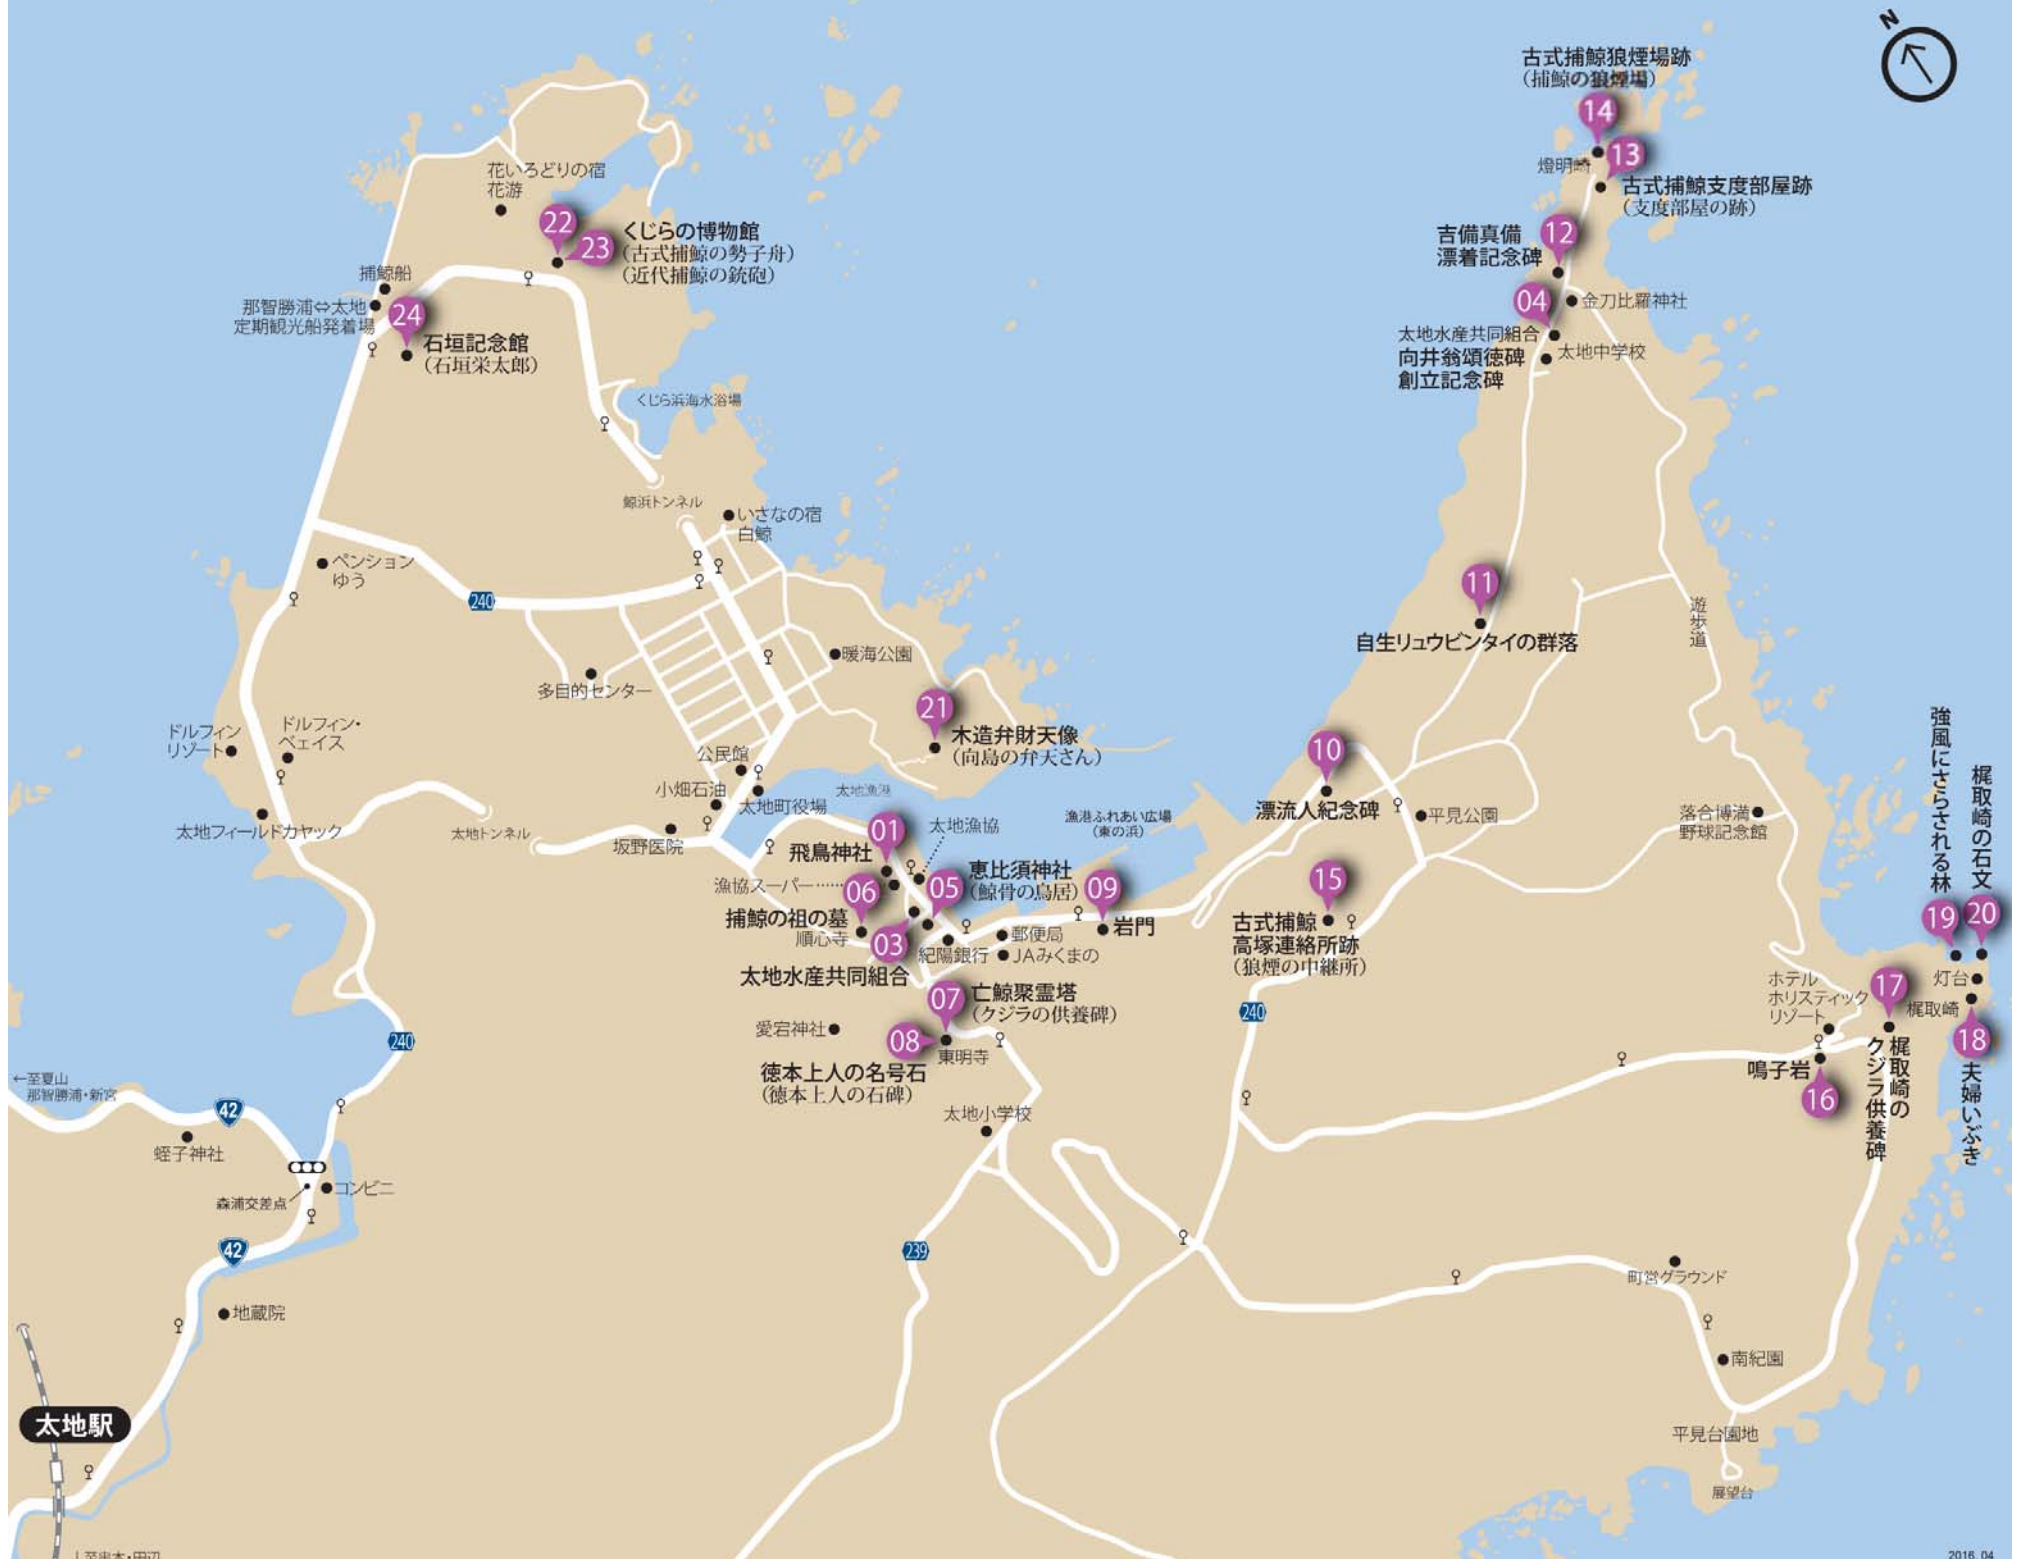 N
古式捕鯨狼煙場跡
（捕鯨の狼煙場）
14
13
燈明崎
古式捕鯨支度部屋跡
（支度部屋の跡）
12
吉備真備
漂着記念碑
04
金刀比羅神社
太地水産共同組合
向井翁頌徳碑
創立記念碑
太地中学校
花いろどりの宿
花游
22
23
くじらの博物館
（古式捕鯨の勢子舟）
（近代捕鯨の銃砲）
捕鯨船
那智勝浦⇔太地
定期観光船発着場
24
石垣記念館
（石垣栄太郎）
くじら浜海水浴場
鯨浜トンネル
いさなの宿
白鯨
ペンション
ゆう
240
多目的センター
暖海公園
21
木造弁財天像
（向島の弁天さん）
ドルフィン
リゾート
ドルフィン・
ベェイス
太地フィールドカヤック
太地トンネル
公民館
小畑石油
太地町役場
坂野医院
太地漁港
01
飛鳥神社
太地漁協
漁協スーパー
06
捕鯨の祖の墓
順心寺
03
太地水産共同組合
05
恵比須神社
（鯨骨の鳥居）
紀陽銀行
郵便局
JAみくまの
漁港ふれあい広場
（東の浜）
09
岩門
07
亡鯨聚霊塔
（クジラの供養碑）
08
東明寺
愛宕神社
徳本上人の名号石
（徳本上人の石碑）
太地小学校
11
自生リュウビンタイの群落
遊歩道
10
漂流人紀念碑
平見公園
落合博満
野球記念館
15
古式捕鯨
高塚連絡所跡
（狼煙の中継所）
240
強風にさらされる林
19
梶取崎の石文
20
灯台
梶取崎
18
夫婦いぶき
17
梶取崎の
クジラ供養碑
ホテル
ホリスティック
リゾート
鳴子岩
16
240
←至夏山
那智勝浦・新宮
42
蛭子神社
森浦交差点
コンビニ
42
地蔵院
太地駅
239
町営グラウンド
南紀園
平見台園地
展望台
2016. 04